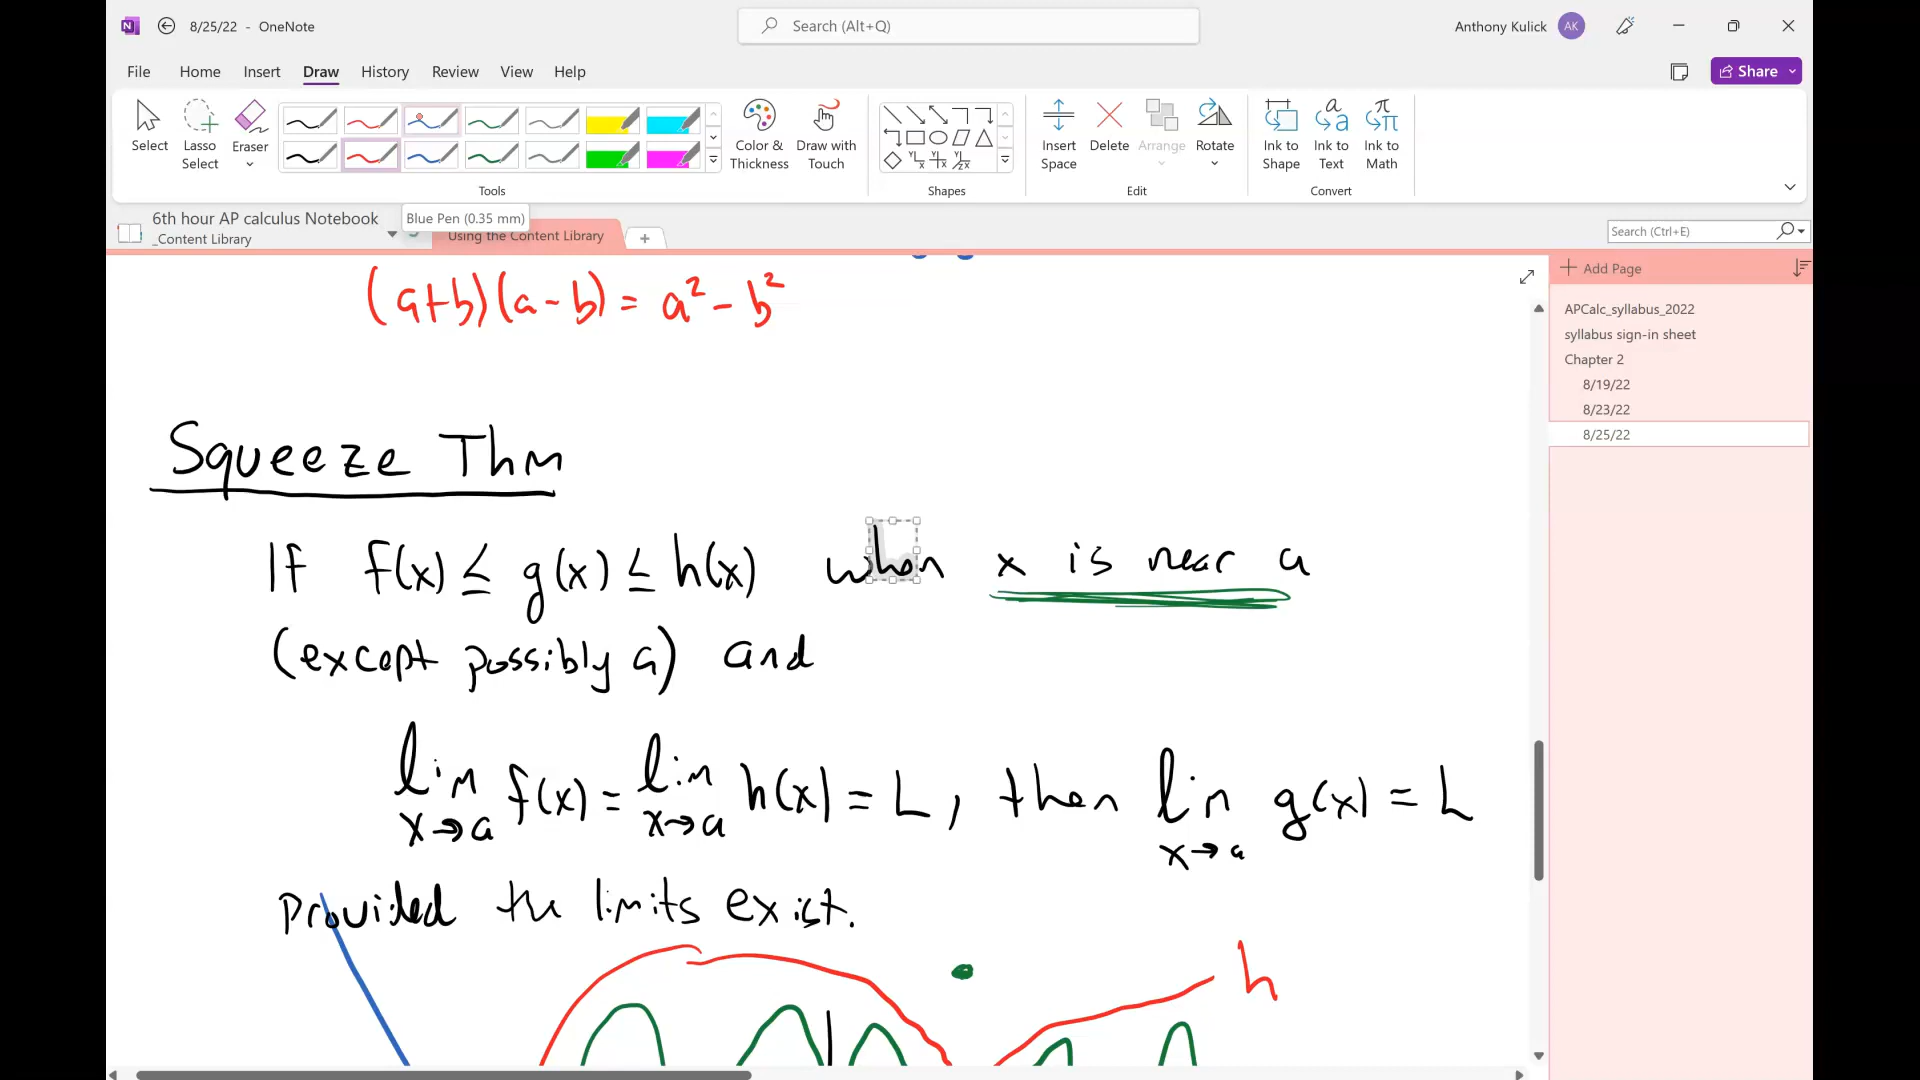 8/25/22 - OneNote
Search (Alt+Q)
Anthony Kulick
AK
File Home Insert Draw History Review View Help
Share
Select
Lasso Select
Eraser
Color & Thickness
Draw with Touch
Insert Space
Delete
Arrange
Rotate
Ink to Shape
Ink to Text
Ink to Math
Tools
Shapes
Edit
Convert
6th hour AP calculus Notebook
_Content Library
Blue Pen (0.35 mm)
Using the Content Library
Search (Ctrl+E)
Add Page
APCalc_syllabus_2022
syllabus sign-in sheet
Chapter 2
8/19/22
8/23/22
8/25/22
(a+b)(a-b) = a² - b²
Squeeze Thm
If f(x) ≤ g(x) ≤ h(x) when x is near a
(except possibly a) and
lim x→a f(x) = lim x→a h(x) = L, then lim x→a g(x) = L
provided the limits exist.
h